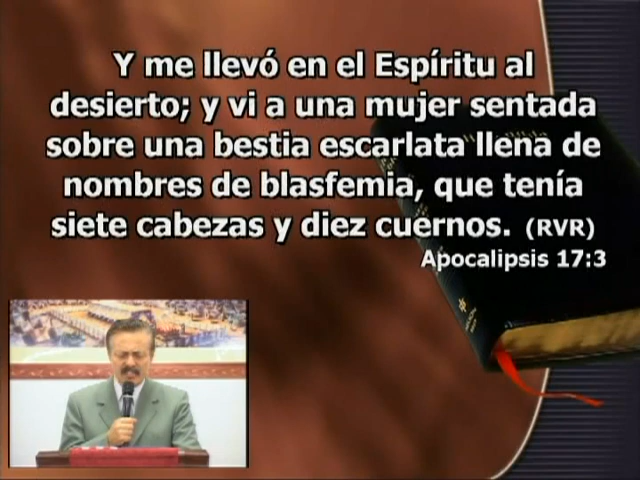 Y me llevó en el Espíritu al
desierto; y vi a una mujer sentada
sobre una bestia escarlata llena de
nombres de blasfemia, que tenía
siete cabezas y diez cuernos. (RVR)
Apocalipsis 17:3